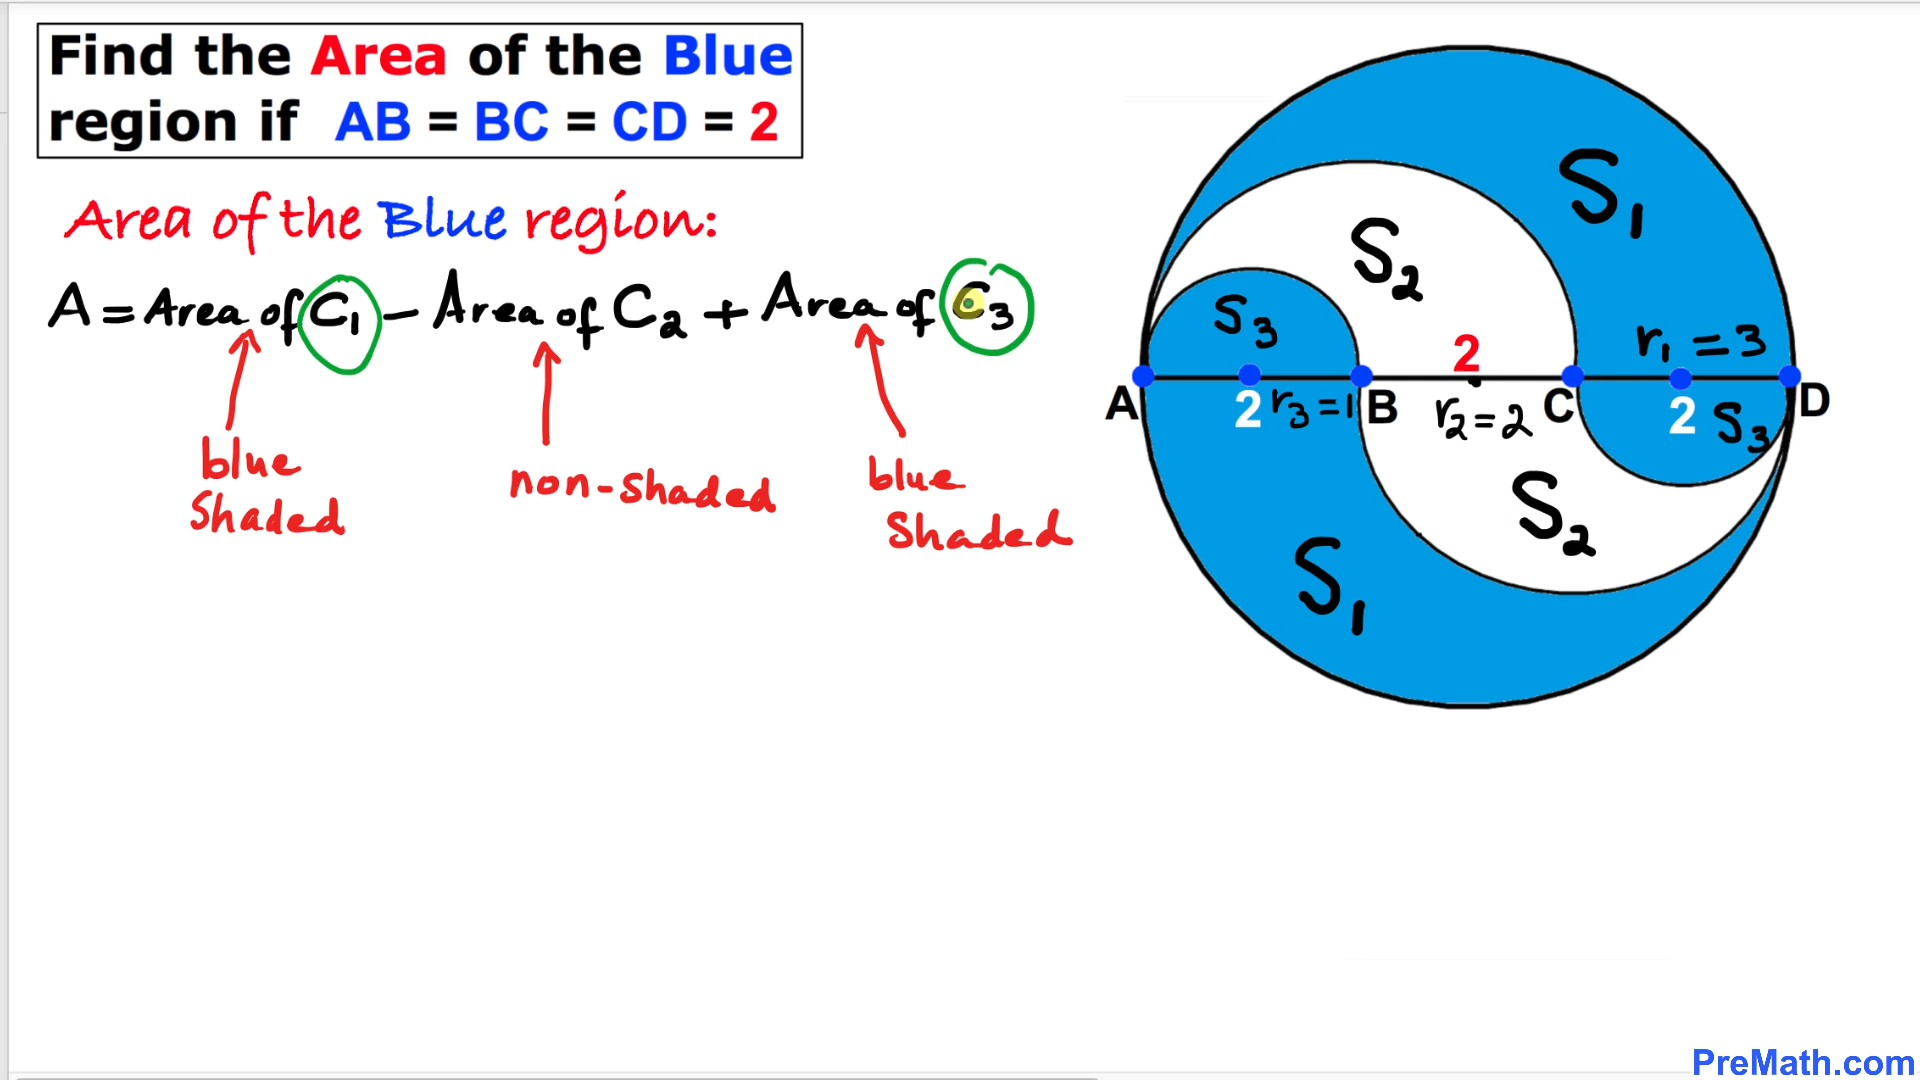 Find the Area of the Blue
region if AB = BC = CD = 2
Area of the Blue region:
A = Area of C₁ - Area of C₂ + Area of C₃
blue
shaded
non-shaded
blue
shaded
S₁
S₂
S₃
2
r₁ = 3
A
2
r₃ = 1
B
r₂ = 2
C
2
S₃
D
S₂
S₁
PreMath.com